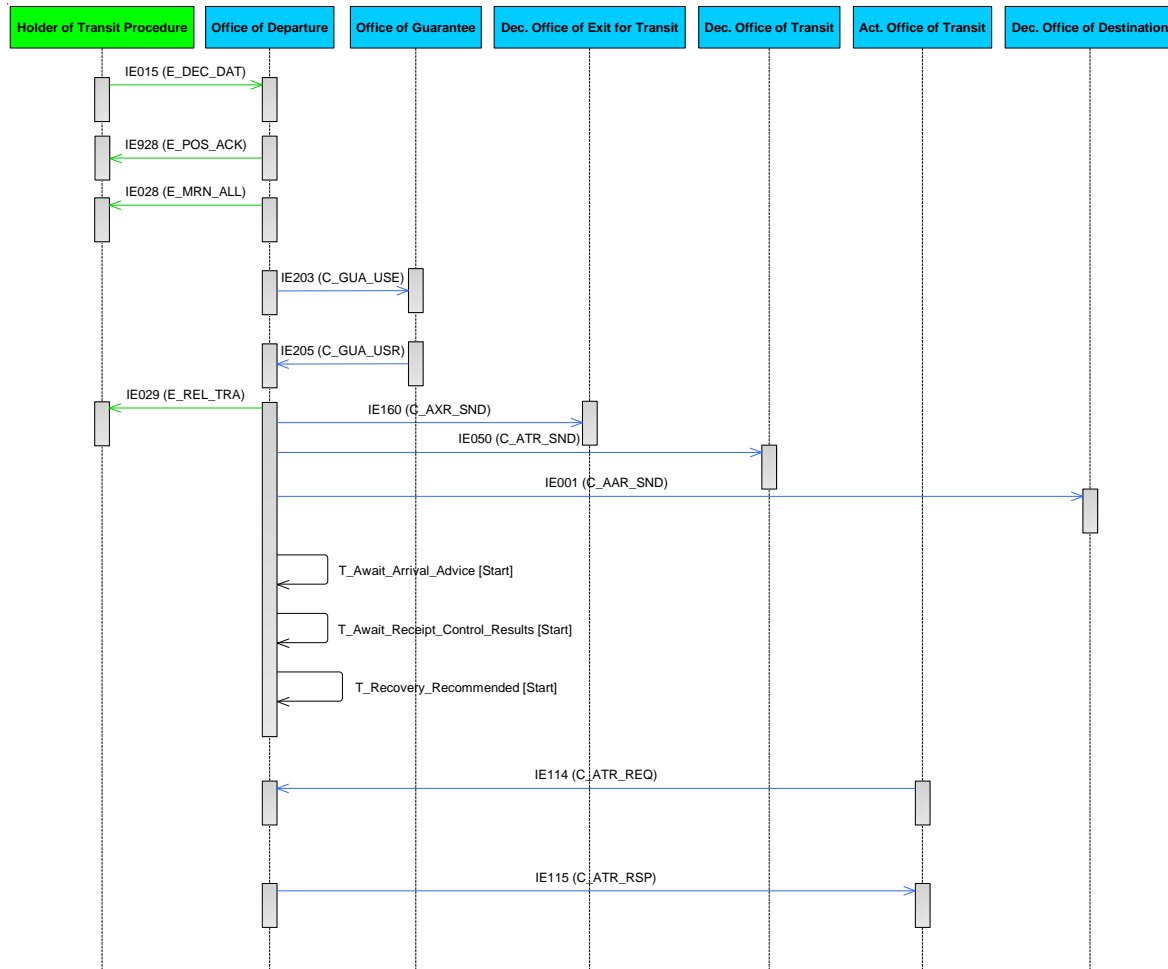 Holder of Transit Procedure
Office of Departure
Office of Guarantee
Dec. Office of Exit for Transit
Dec. Office of Transit
Act. Office of Transit
Dec. Office of Destination
IE015 (E_DEC_DAT)
IE928 (E_POS_ACK)
IE028 (E_MRN_ALL)
IE203 (C_GUA_USE)
IE205 (C_GUA_USR)
IE029 (E_REL_TRA)
IE160 (C_AXR_SND)
IE050 (C_ATR_SND)
IE001 (C_AAR_SND)
T_Await_Arrival_Advice [Start]
T_Await_Receipt_Control_Results [Start]
T_Recovery_Recommended [Start]
IE114 (C_ATR_REQ)
IE115 (C_ATR_RSP)